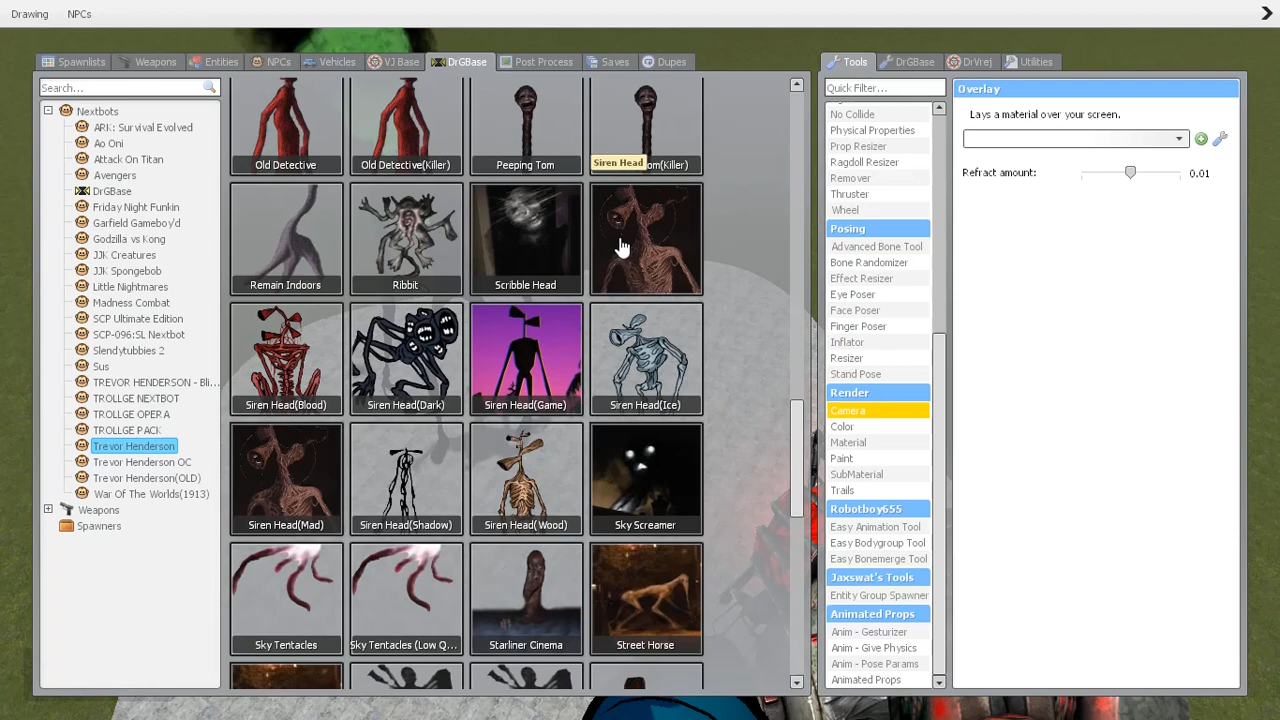 Drawing NPCs
Spawnlists Weapons Entities NPCs Vehicles VJ Base DrGBase Post Process Saves Dupes
Search...
Nextbots
ARK: Survival Evolved
Ao Oni
Attack On Titan
Avengers
DrGBase
Friday Night Funkin
Garfield Gameboy'd
Godzilla vs Kong
JJK Creatures
JJK Spongebob
Little Nightmares
Madness Combat
SCP Ultimate Edition
SCP-096:SL Nextbot
Slendytubbies 2
Sus
TREVOR HENDERSON - Bli...
TROLLGE NEXTBOT
TROLLGE OPERA
TROLLGE PACK
Trevor Henderson
Trevor Henderson OC
Trevor Henderson(OLD)
War Of The Worlds(1913)
Weapons
Spawners
Old Detective Old Detective(Killer) Peeping Tom om(Killer)
Siren Head
Remain Indoors Ribbit Scribble Head
Siren Head(Blood) Siren Head(Dark) Siren Head(Game) Siren Head(Ice)
Siren Head(Mad) Siren Head(Shadow) Siren Head(Wood) Sky Screamer
Sky Tentacles Sky Tentacles (Low Q... Starliner Cinema Street Horse
Tools DrGBase DrVrej Utilities
Quick Filter...
No Collide
Physical Properties
Prop Resizer
Ragdoll Resizer
Remover
Thruster
Wheel
Posing
Advanced Bone Tool
Bone Randomizer
Effect Resizer
Eye Poser
Face Poser
Finger Poser
Inflator
Resizer
Stand Pose
Render
Camera
Color
Material
Paint
SubMaterial
Trails
Robotboy655
Easy Animation Tool
Easy Bodygroup Tool
Easy Bonemerge Tool
Jaxswat's Tools
Entity Group Spawner
Animated Props
Anim - Gesturizer
Anim - Give Physics
Anim - Pose Params
Animated Props
Overlay
Lays a material over your screen.
Refract amount: 0.01